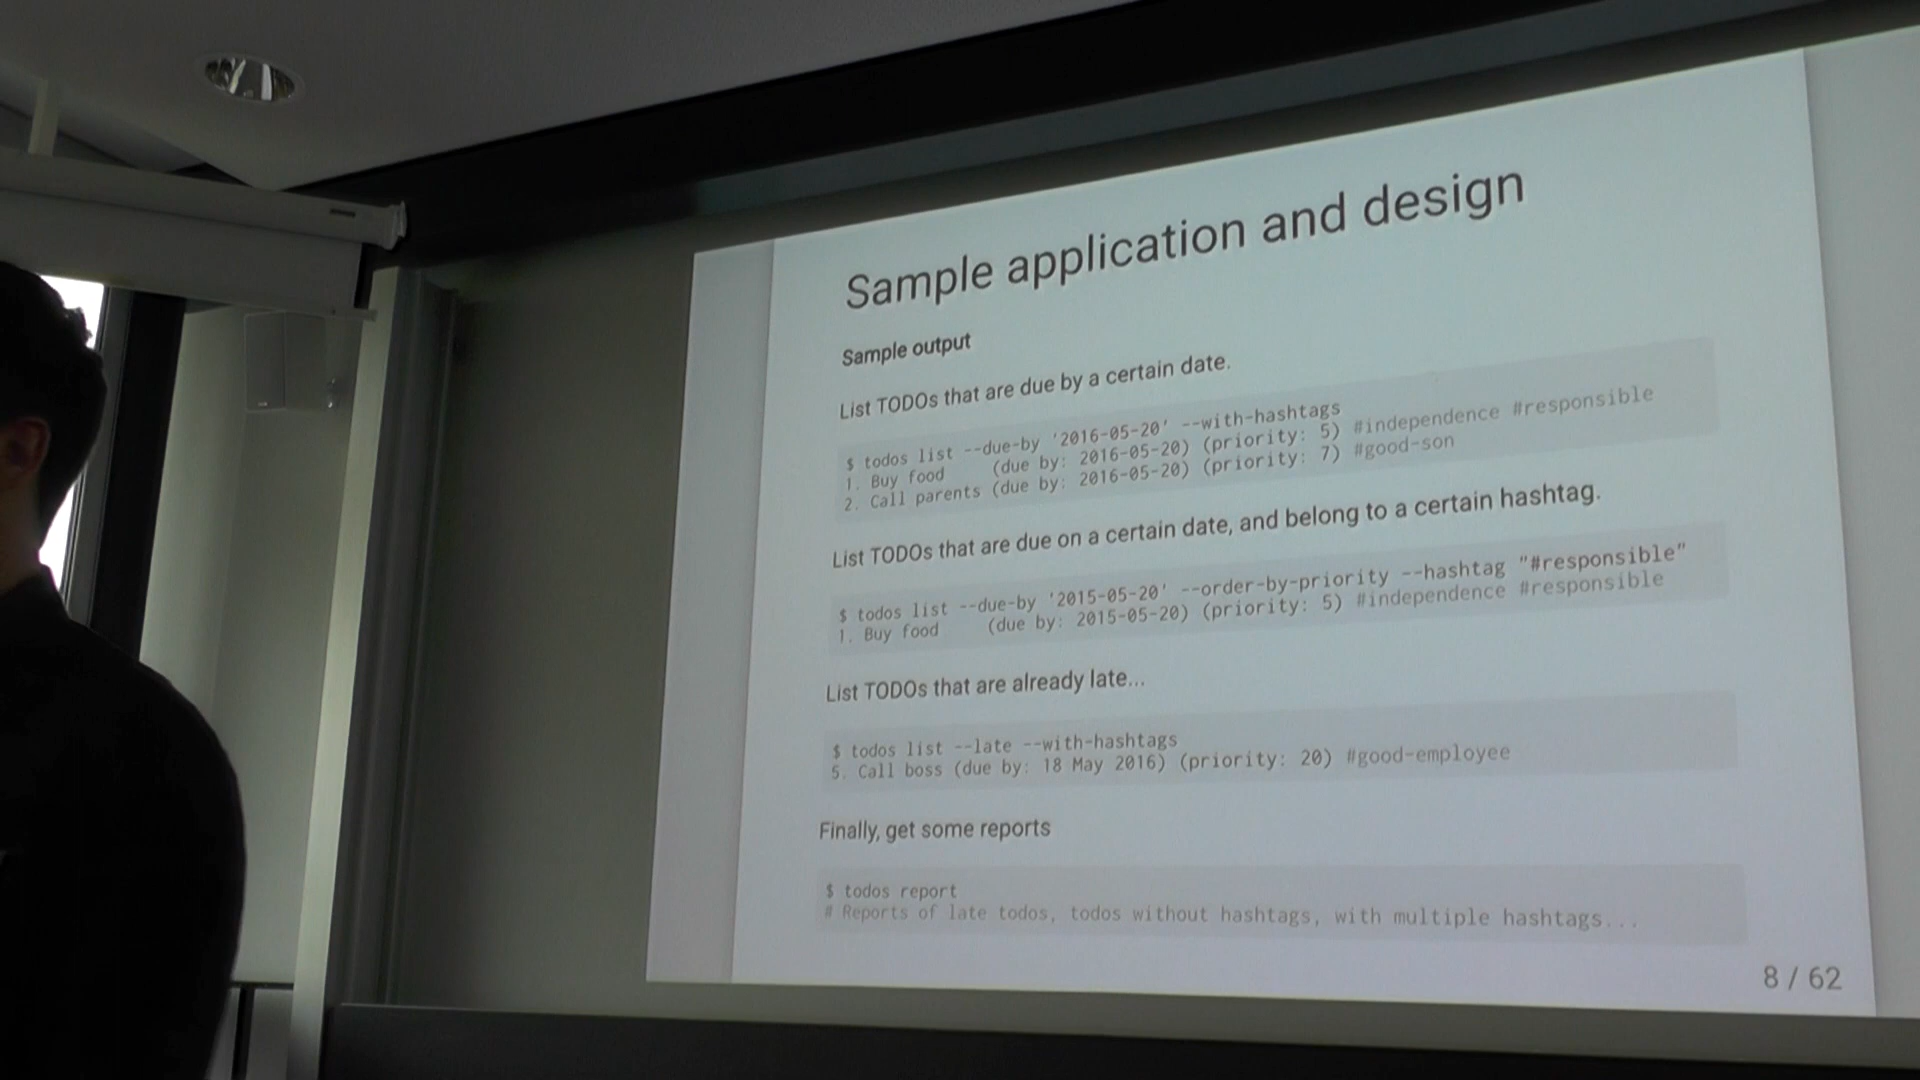 Sample application and design
Sample output
List TODOs that are due by a certain date.
$ todos list --due-by '2016-05-20' --with-hashtags
1. Buy food     (due by: 2016-05-20) (priority: 5) #independence #responsible
2. Call parents (due by: 2016-05-20) (priority: 7) #good-son
List TODOs that are due on a certain date, and belong to a certain hashtag.
$ todos list --due-by '2015-05-20' --order-by-priority --hashtag "#responsible"
1. Buy food     (due by: 2015-05-20) (priority: 5) #independence #responsible
List TODOs that are already late...
$ todos list --late --with-hashtags
5. Call boss (due by: 18 May 2016) (priority: 20) #good-employee
Finally, get some reports
$ todos report
# Reports of late todos, todos without hashtags, with multiple hashtags...
8 / 62